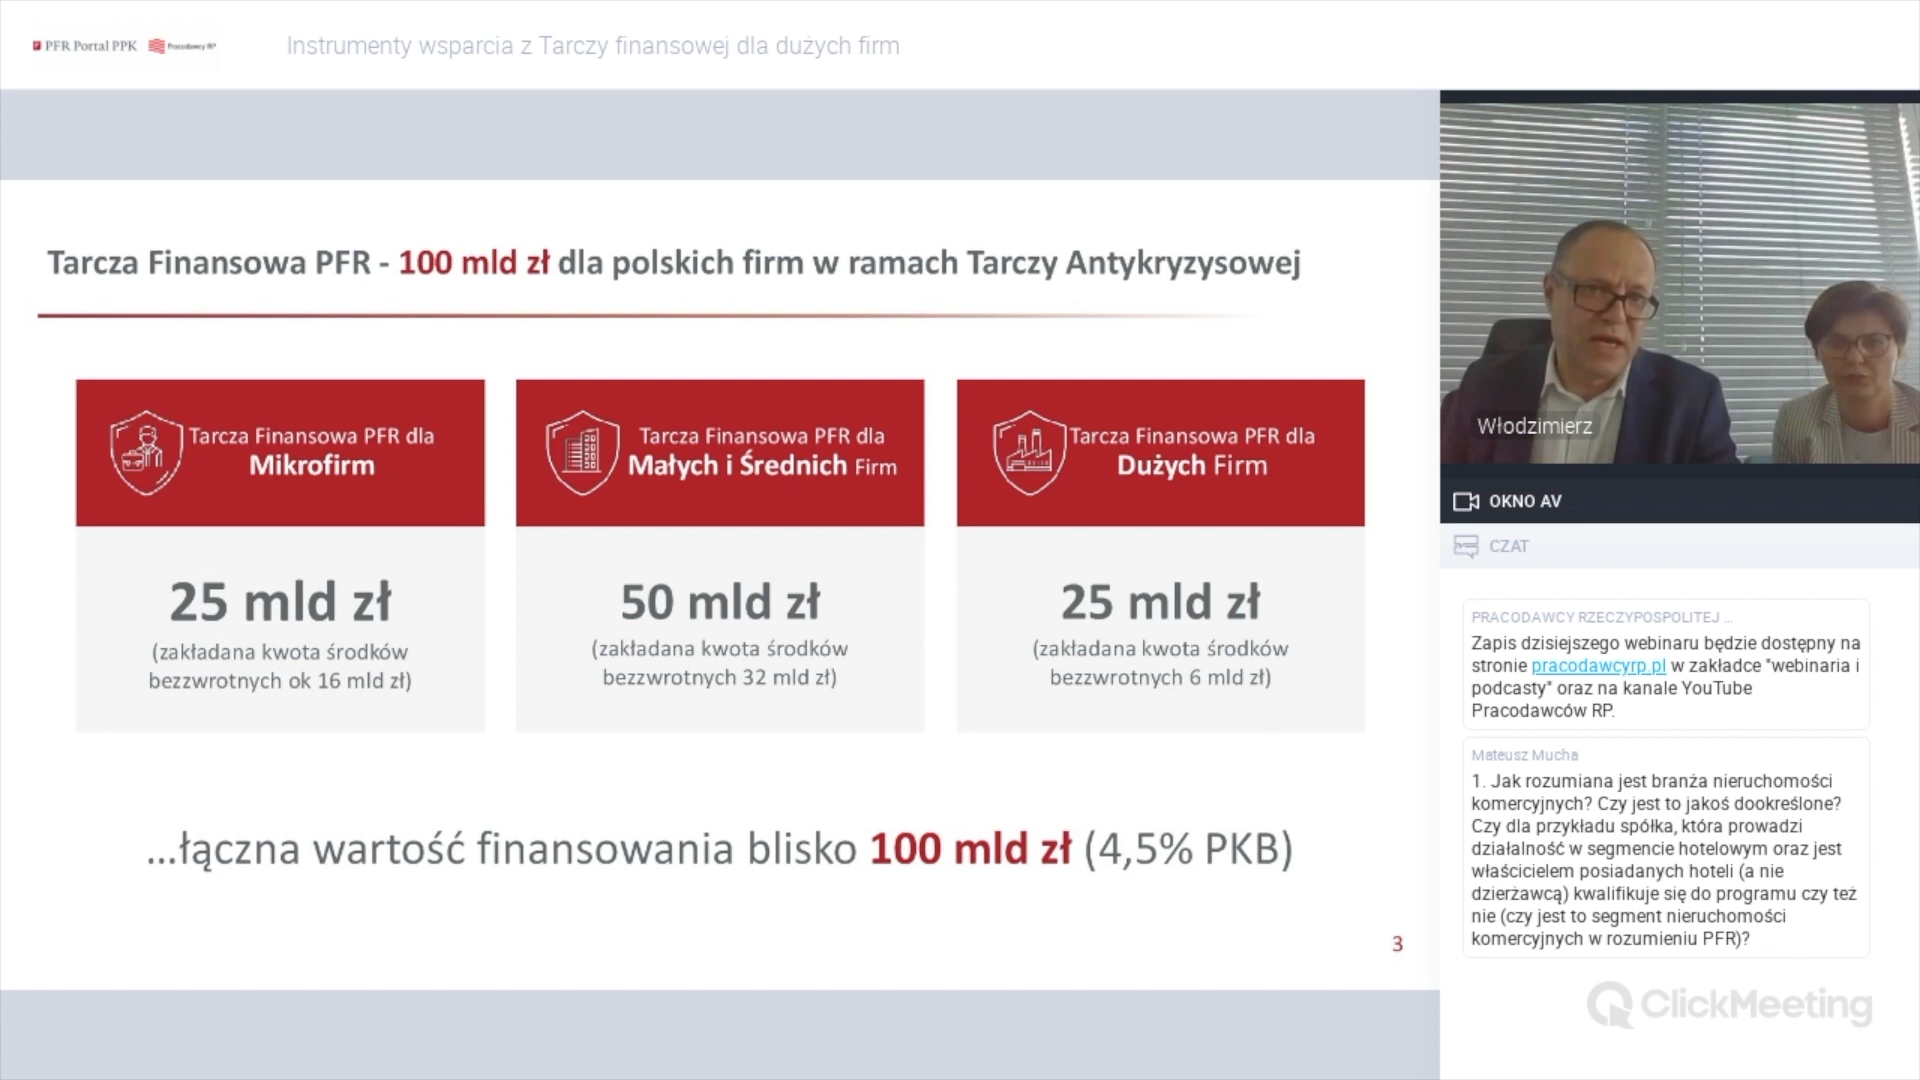 PFR Portal PPK
Pracodawcy RP
Instrumenty wsparcia z Tarczy finansowej dla dużych firm
Tarcza Finansowa PFR - 100 mld zł dla polskich firm w ramach Tarczy Antykryzysowej
Tarcza Finansowa PFR dla
Mikrofirm
25 mld zł
(zakładana kwota środków
bezzwrotnych ok 16 mld zł)
Tarcza Finansowa PFR dla
Małych i Średnich Firm
50 mld zł
(zakładana kwota środków
bezzwrotnych 32 mld zł)
Tarcza Finansowa PFR dla
Dużych Firm
25 mld zł
(zakładana kwota środków
bezzwrotnych 6 mld zł)
...łączna wartość finansowania blisko 100 mld zł (4,5% PKB)
3
Włodzimierz
OKNO AV
CZAT
PRACODAWCY RZECZYPOSPOLITEJ ...
Zapis dzisiejszego webinaru będzie dostępny na
stronie pracodawcyrp.pl w zakładce "webinaria i
podcasty" oraz na kanale YouTube
Pracodawców RP.
Mateusz Mucha
1. Jak rozumiana jest branża nieruchomości
komercyjnych? Czy jest to jakoś dookreślone?
Czy dla przykładu spółka, która prowadzi
działalność w segmencie hotelowym oraz jest
właścicielem posiadanych hoteli (a nie
dzierżawcą) kwalifikuje się do programu czy też
nie (czy jest to segment nieruchomości
komercyjnych w rozumieniu PFR)?
ClickMeeting